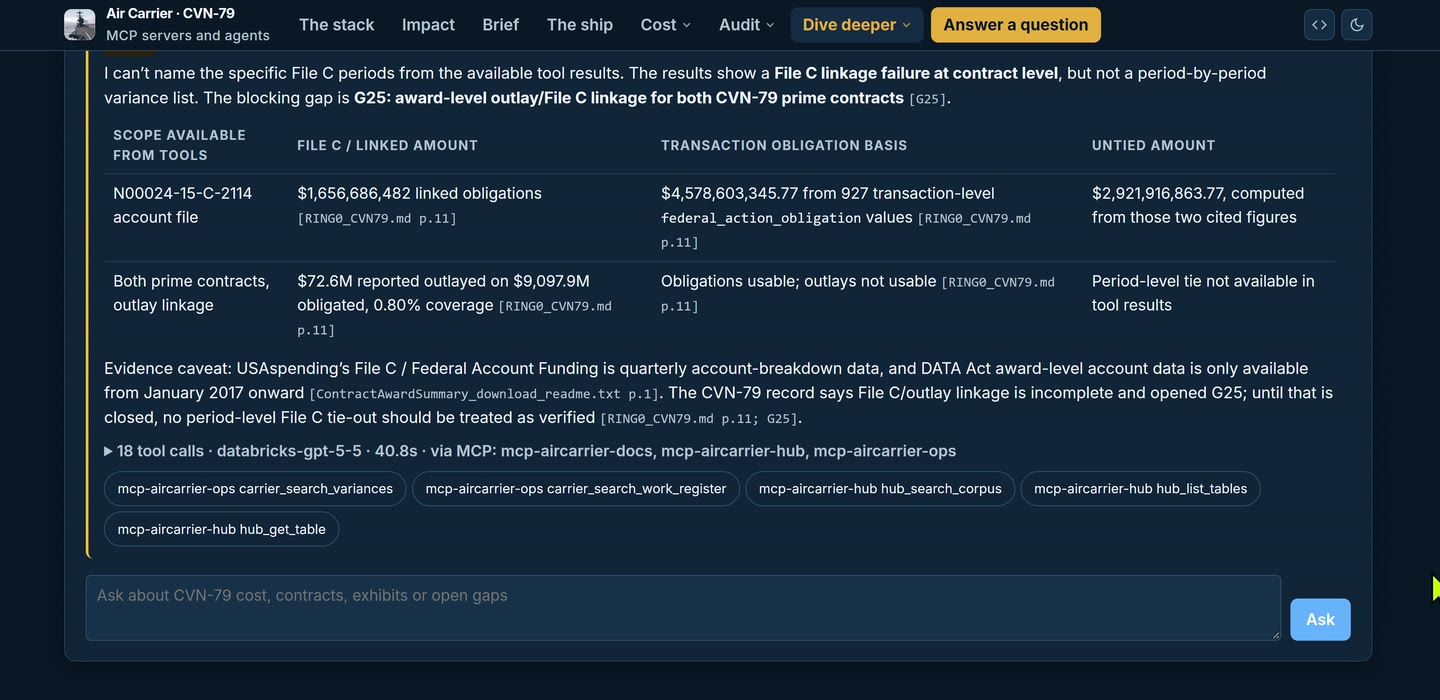 Air Carrier · CVN-79
MCP servers and agents
The stack
Impact
Brief
The ship
Cost
Audit
Dive deeper
Answer a question
I can’t name the specific File C periods from the available tool results. The results show a File C linkage failure at contract level, but not a period-by-period
variance list. The blocking gap is G25: award-level outlay/File C linkage for both CVN-79 prime contracts [G25].
SCOPE AVAILABLE
FROM TOOLS
FILE C / LINKED AMOUNT
TRANSACTION OBLIGATION BASIS
UNTIED AMOUNT
N00024-15-C-2114
account file
$1,656,686,482 linked obligations
[RING0_CVN79.md p.11]
$4,578,603,345.77 from 927 transaction-level
federal_action_obligation values [RING0_CVN79.md
p.11]
$2,921,916,863.77, computed
from those two cited figures
Both prime contracts,
outlay linkage
$72.6M reported outlayed on $9,097.9M
obligated, 0.80% coverage [RING0_CVN79.md
p.11]
Obligations usable; outlays not usable [RING0_CVN79.md
p.11]
Period-level tie not available in
tool results
Evidence caveat: USAspending’s File C / Federal Account Funding is quarterly account-breakdown data, and DATA Act award-level account data is only available
from January 2017 onward [ContractAwardSummary_download_readme.txt p.1]. The CVN-79 record says File C/outlay linkage is incomplete and opened G25; until that is
closed, no period-level File C tie-out should be treated as verified [RING0_CVN79.md p.11; G25].
▶ 18 tool calls · databricks-gpt-5-5 · 40.8s · via MCP: mcp-aircarrier-docs, mcp-aircarrier-hub, mcp-aircarrier-ops
mcp-aircarrier-ops carrier_search_variances
mcp-aircarrier-ops carrier_search_work_register
mcp-aircarrier-hub hub_search_corpus
mcp-aircarrier-hub hub_list_tables
mcp-aircarrier-hub hub_get_table
Ask about CVN-79 cost, contracts, exhibits or open gaps
Ask